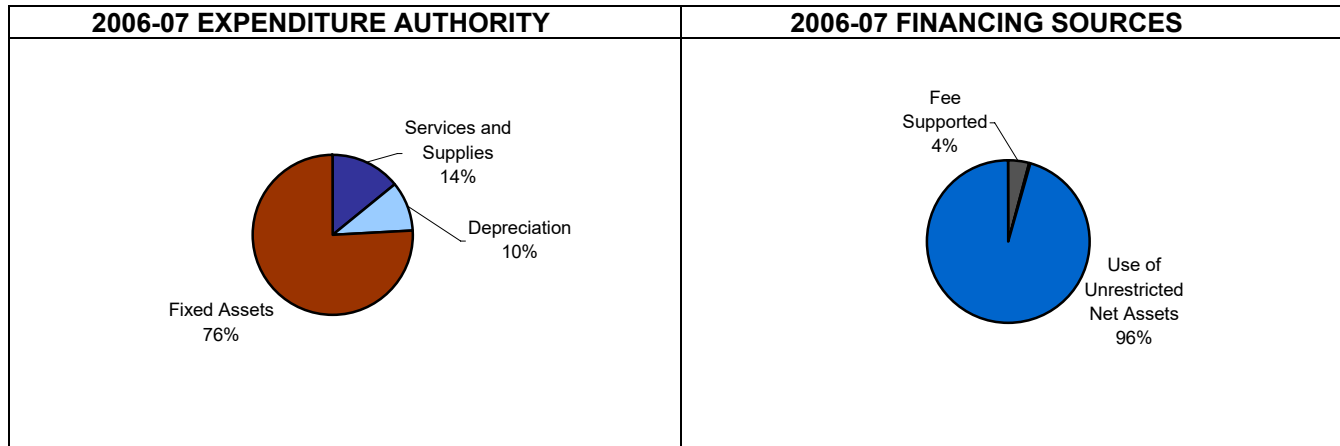 2006-07 EXPENDITURE AUTHORITY
2006-07 FINANCING SOURCES
Services and
Supplies
14%
Depreciation
10%
Fixed Assets
76%
Fee
Supported
4%
Use of
Unrestricted
Net Assets
96%